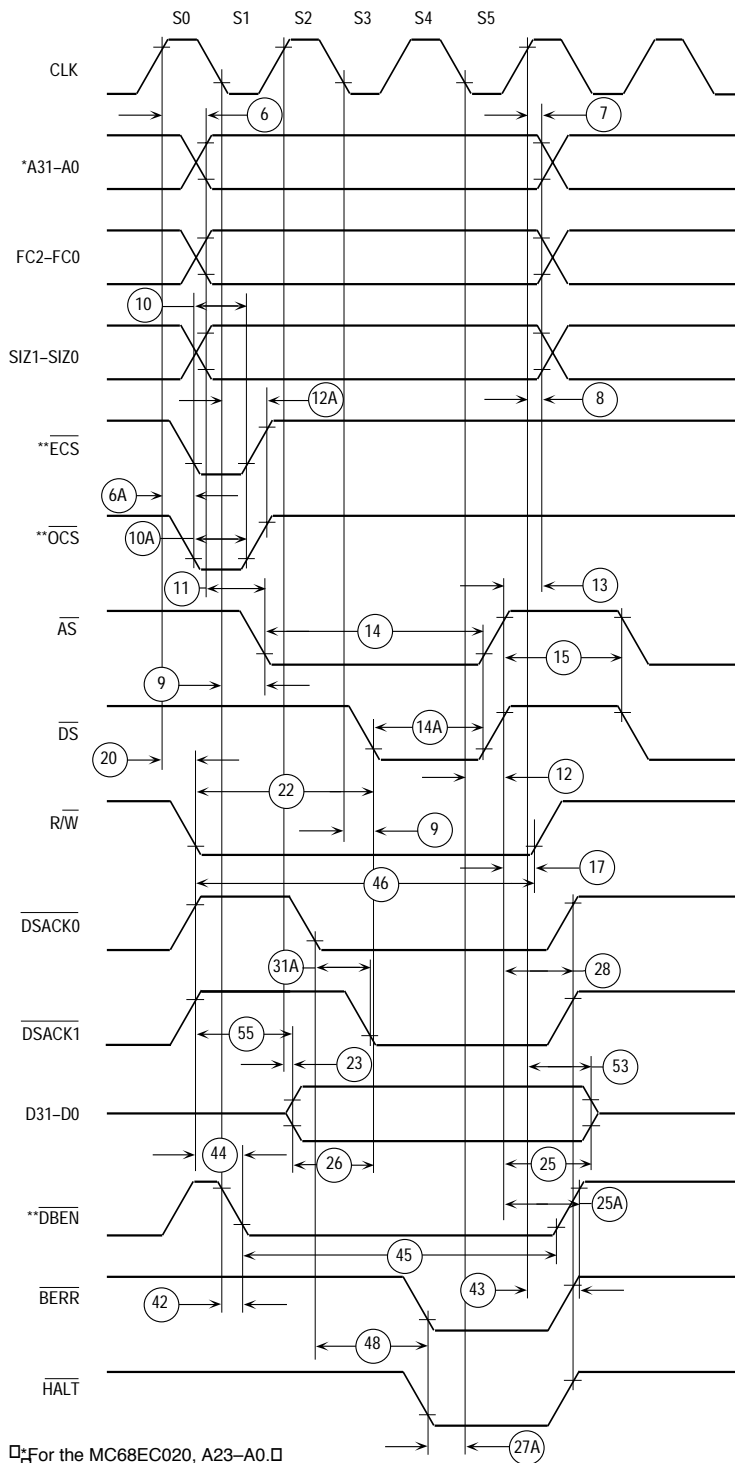 S0 S1 S2 S3 S4 S5
CLK
6 7
*A31–A0
FC2–FC0
10
SIZ1–SIZ0
12A 8
**ECS
6A
**OCS
10A
11 13
AS
14
15
9
DS
14A
20 12
22
R/W
9
17
46
DSACK0
31A 28
DSACK1
55
23 53
D31–D0
44 26 25
**DBEN
25A
45
BERR
42 43
48
HALT
27A
*For the MC68EC020, A23–A0.